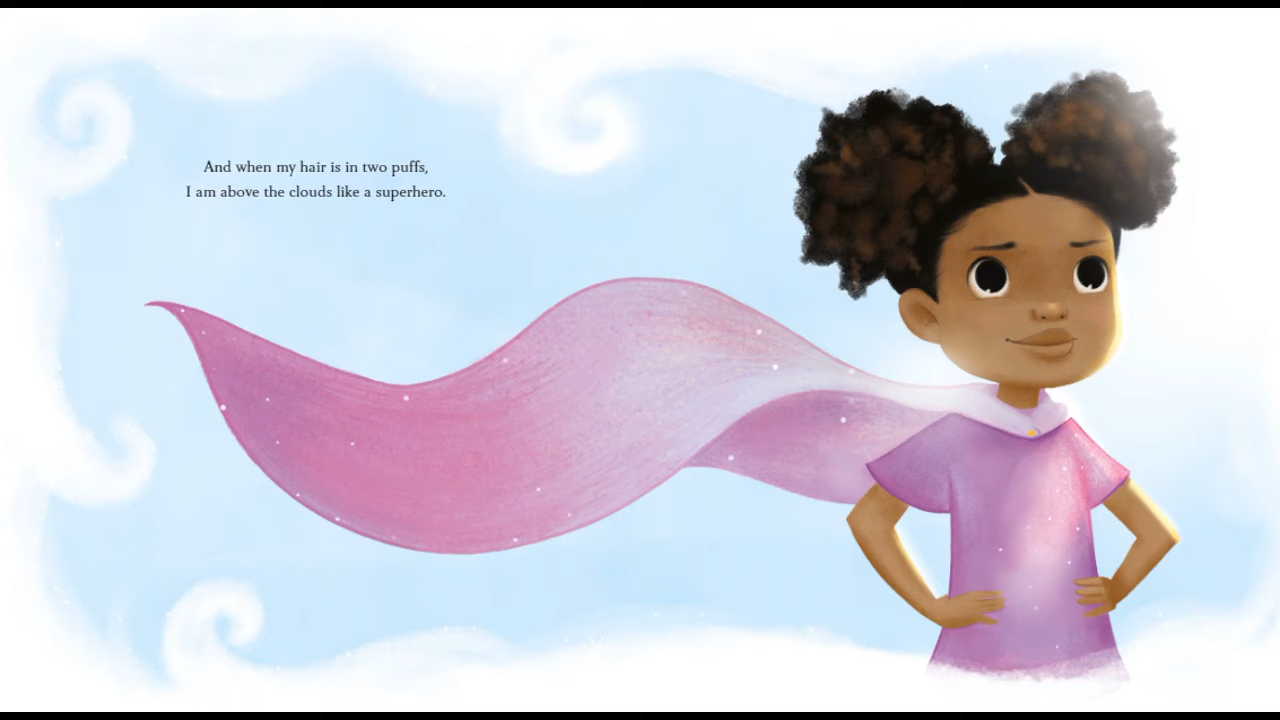 And when my hair is in two puffs,
I am above the clouds like a superhero.